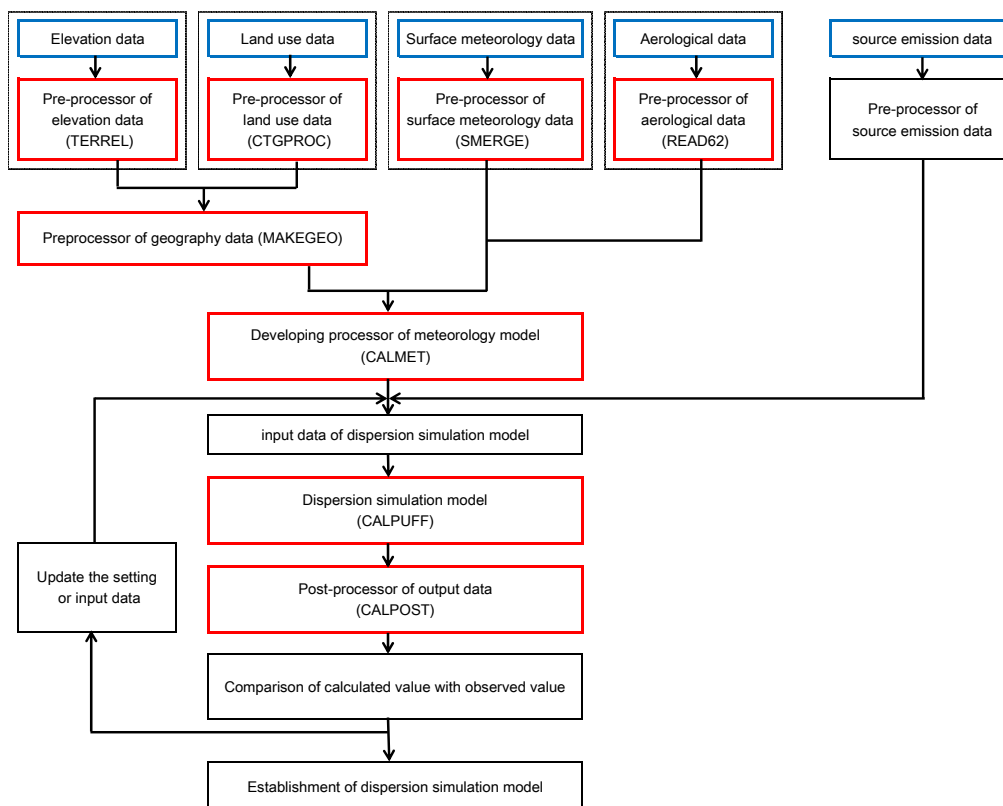 Elevation data
Land use data
Surface meteorology data
Aerological data
source emission data
Pre-processor of
elevation data
(TERREL)
Pre-processor of
land use data
(CTGPROC)
Pre-processor of
surface meteorology data
(SMERGE)
Pre-processor of
aerological data
(READ62)
Pre-processor of
source emission data
Preprocessor of geography data (MAKEGEO)
Developing processor of meteorology model
(CALMET)
input data of dispersion simulation model
Dispersion simulation model
(CALPUFF)
Update the setting
or input data
Post-processor of output data
(CALPOST)
Comparison of calculated value with observed value
Establishment of dispersion simulation model